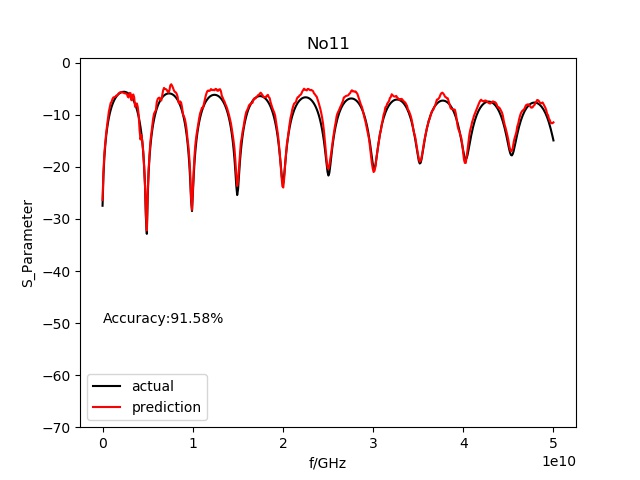 No11
0
−10
−20
−30
−40
−50
−60
−70
S_Parameter
Accuracy:91.58%
actual
prediction
0 1 2 3 4 5
1e10
f/GHz